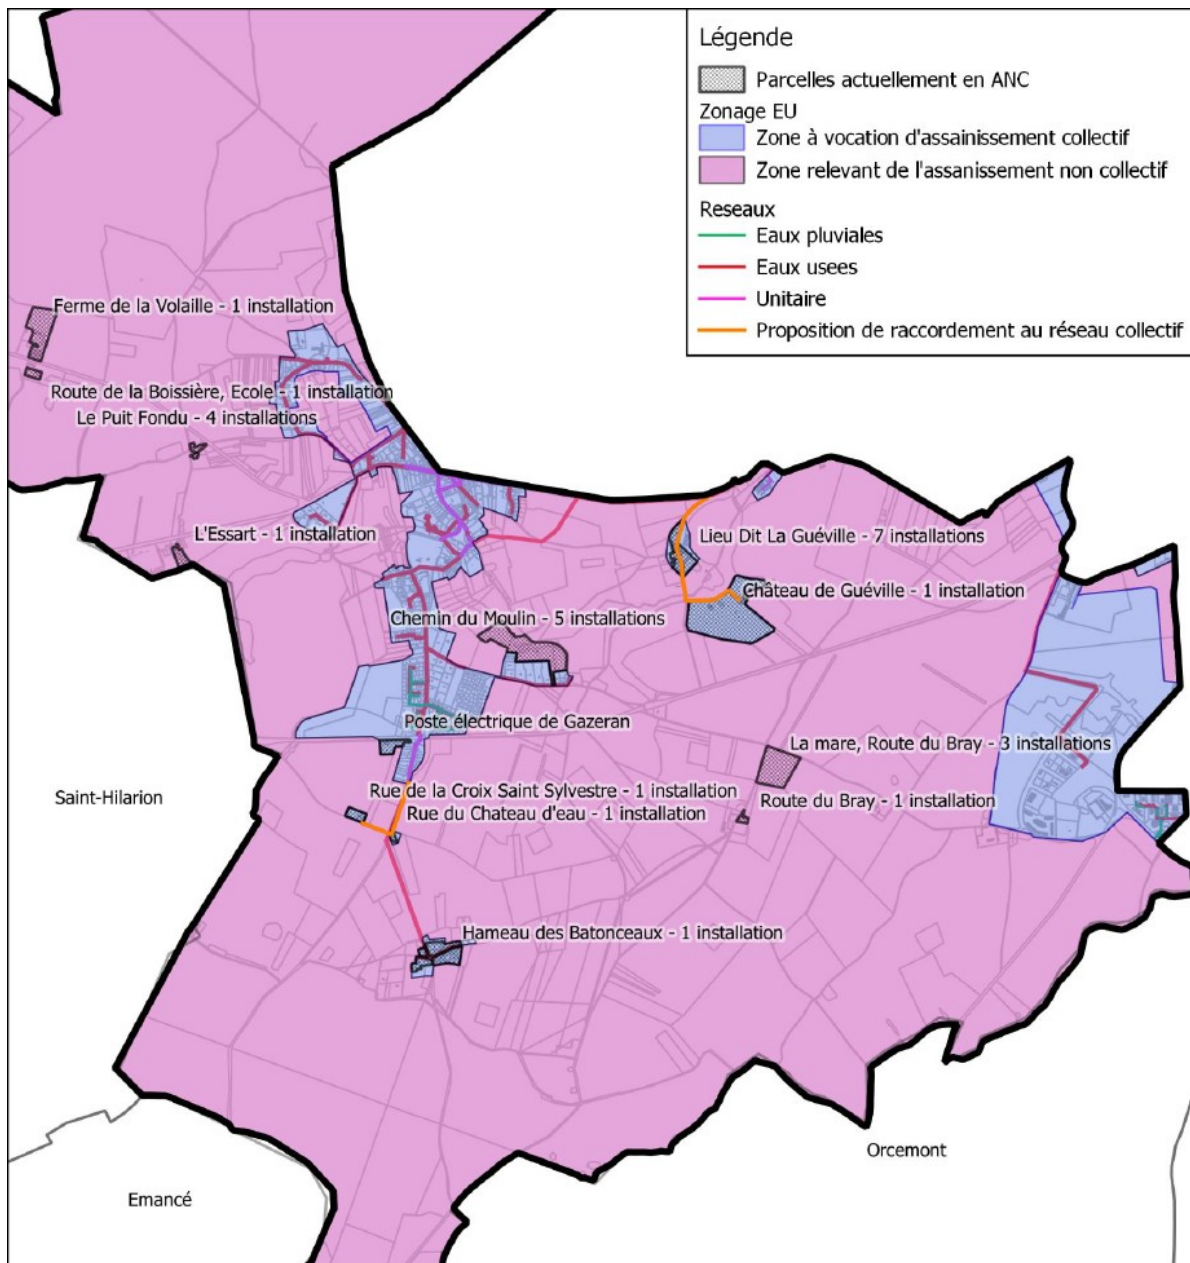 Légende
Parcelles actuellement en ANC
Zonage EU
Zone à vocation d'assainissement collectif
Zone relevant de l'assanissement non collectif
Reseaux
Eaux pluviales
Eaux usees
Unitaire
Proposition de raccordement au réseau collectif
Ferme de la Volaille - 1 installation
Route de la Boissière, Ecole - 1 installation
Le Puit Fondu - 4 installations
L'Essart - 1 installation
Lieu Dit La Guéville - 7 installations
Château de Guéville - 1 installation
Chemin du Moulin - 5 installations
Poste électrique de Gazeran
La mare, Route du Bray - 3 installations
Saint-Hilarion
Rue de la Croix Saint Sylvestre - 1 installation
Route du Bray - 1 installation
Rue du Chateau d'eau - 1 installation
Hameau des Batonceaux - 1 installation
Orcemont
Emancé